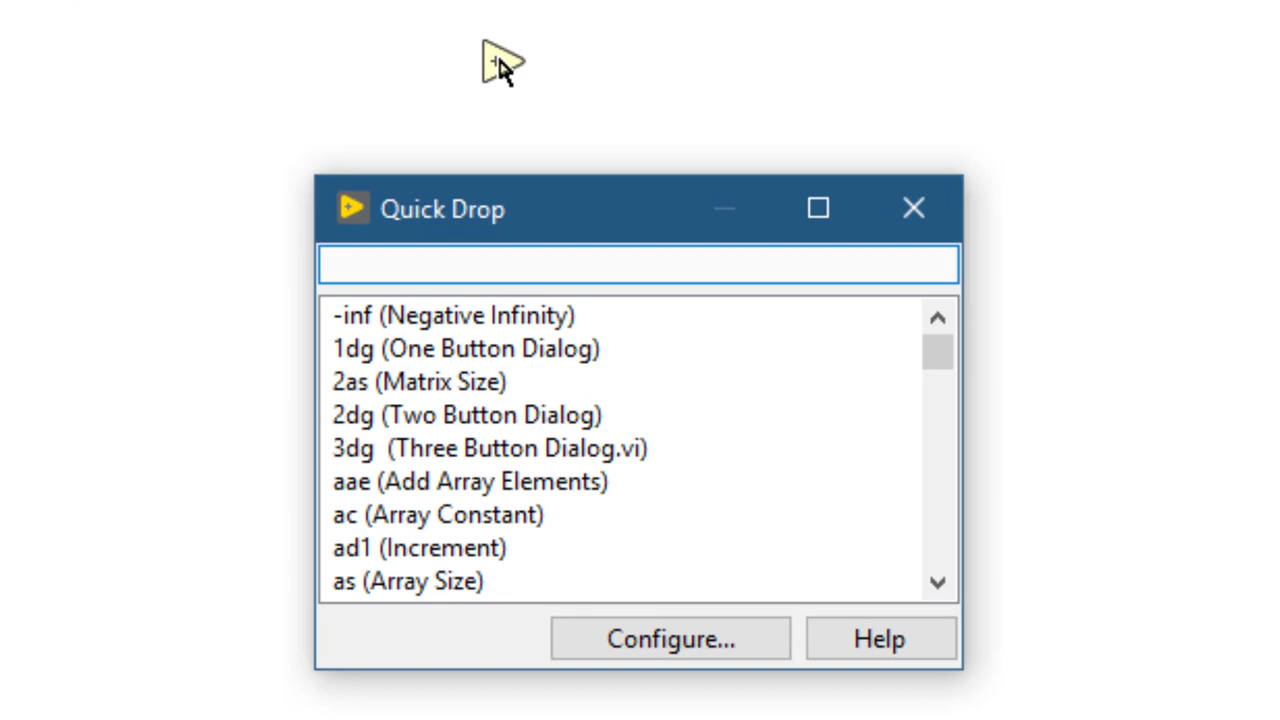 Quick Drop
-inf (Negative Infinity)
1dg (One Button Dialog)
2as (Matrix Size)
2dg (Two Button Dialog)
3dg  (Three Button Dialog.vi)
aae (Add Array Elements)
ac (Array Constant)
ad1 (Increment)
as (Array Size)
Configure... Help